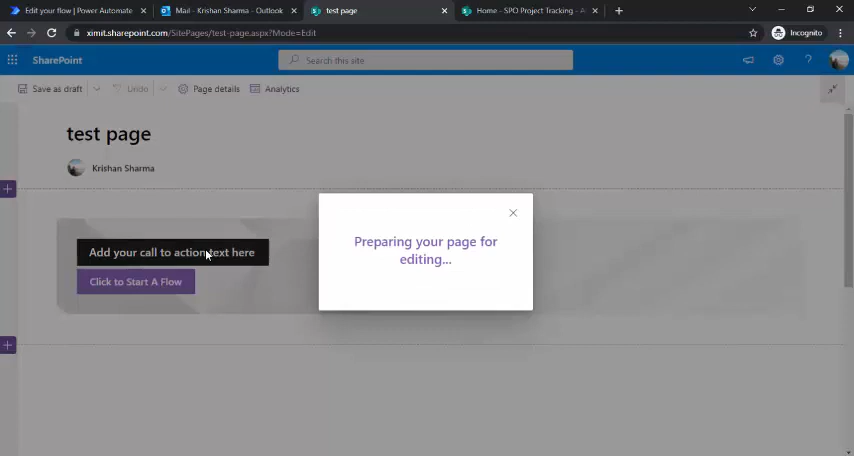 Edit your flow | Power Automate
Mail - Krishan Sharma - Outlook
test page
Home - SPO Project Tracking - A
ximit.sharepoint.com/SitePages/test-page.aspx?Mode=Edit
Incognito
SharePoint
Search this site
Save as draft
Undo
Page details
Analytics
test page
Krishan Sharma
Preparing your page for
editing...
Add your call to action text here
Click to Start A Flow